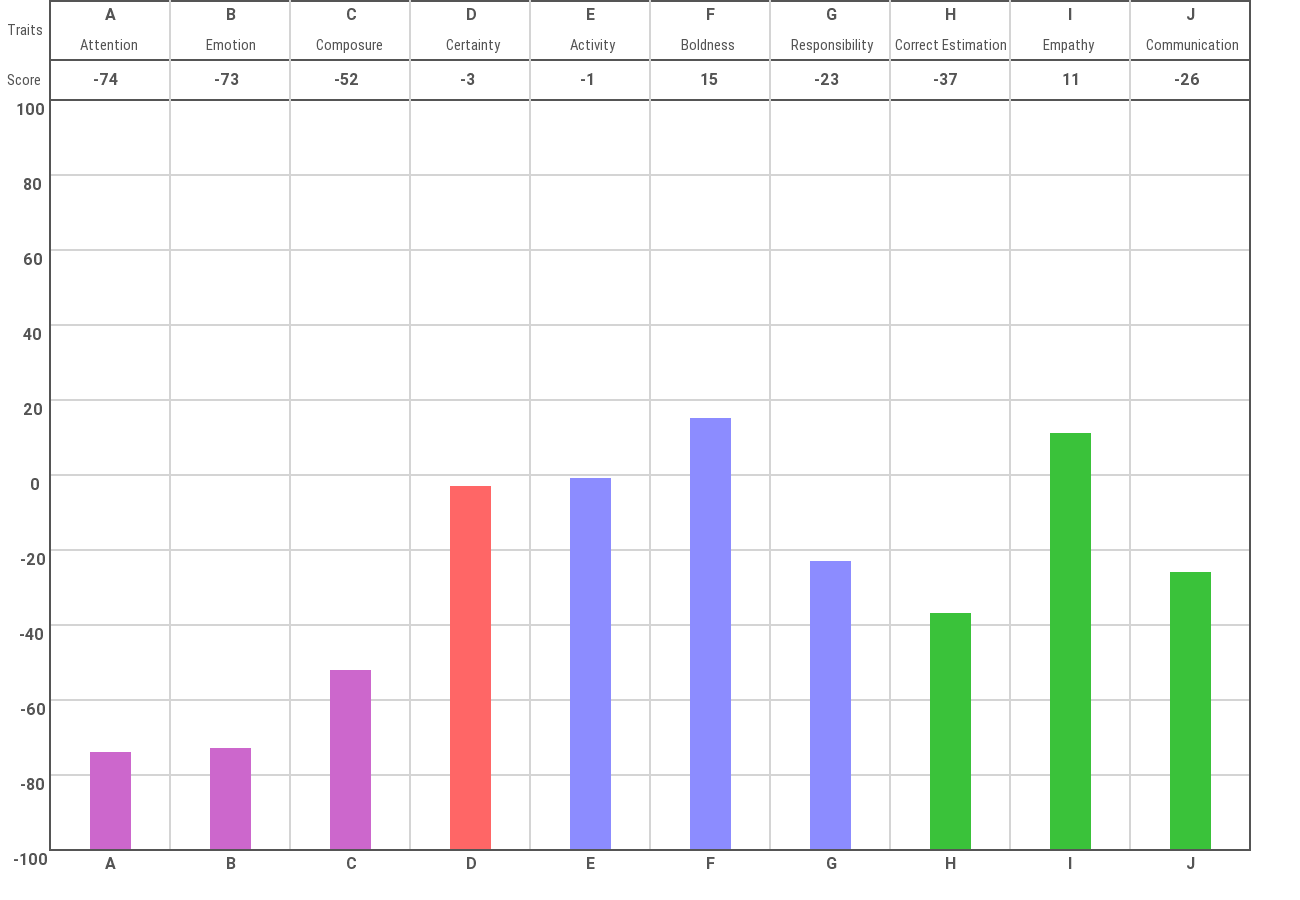 A B C D E F G H I J
Traits
Attention Emotion Composure Certainty Activity Boldness Responsibility Correct Estimation Empathy Communication
Score -74 -73 -52 -3 -1 15 -23 -37 11 -26
100
80
60
40
20
0
-20
-40
-60
-80
-100
A B C D E F G H I J